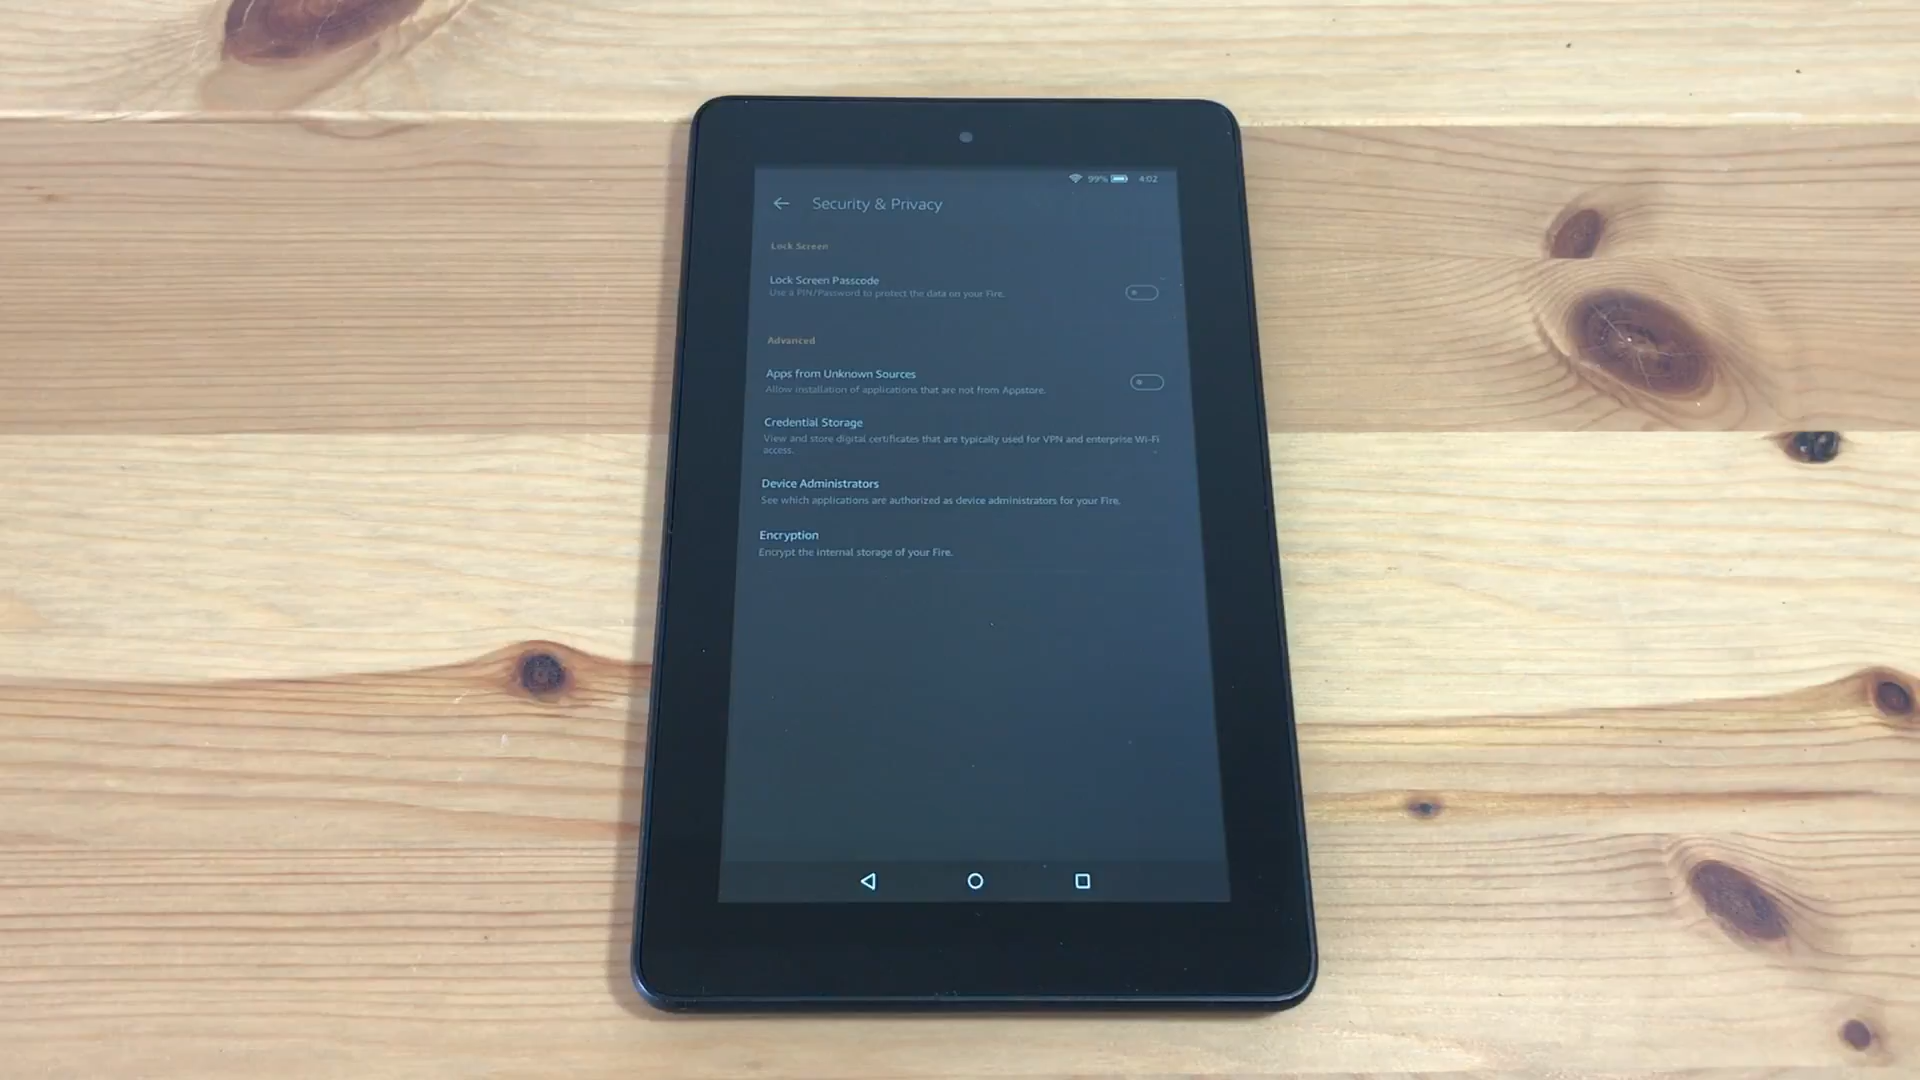 99% 4:02
Security & Privacy
Lock Screen
Lock Screen Passcode
Use a PIN/Password to protect the data on your Fire.
Advanced
Apps from Unknown Sources
Allow installation of applications that are not from Appstore.
Credential Storage
View and store digital certificates that are typically used for VPN and enterprise Wi-Fi
access.
Device Administrators
See which applications are authorized as device administrators for your Fire.
Encryption
Encrypt the internal storage of your Fire.